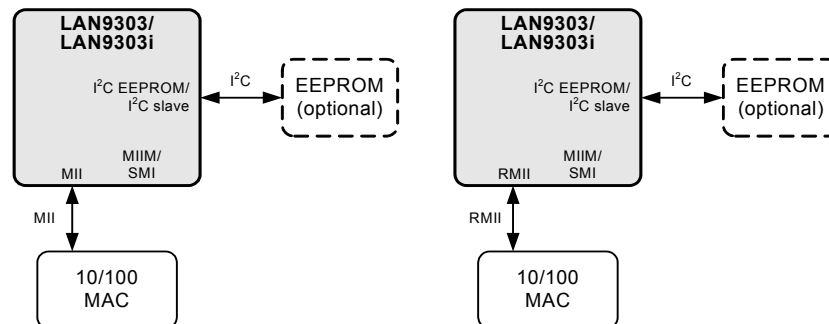 LAN9303/
LAN9303i
I²C EEPROM/
I²C slave
MIIM/
SMI
MII
I²C
EEPROM
(optional)
MII
10/100
MAC
LAN9303/
LAN9303i
I²C EEPROM/
I²C slave
MIIM/
SMI
RMII
I²C
EEPROM
(optional)
RMII
10/100
MAC